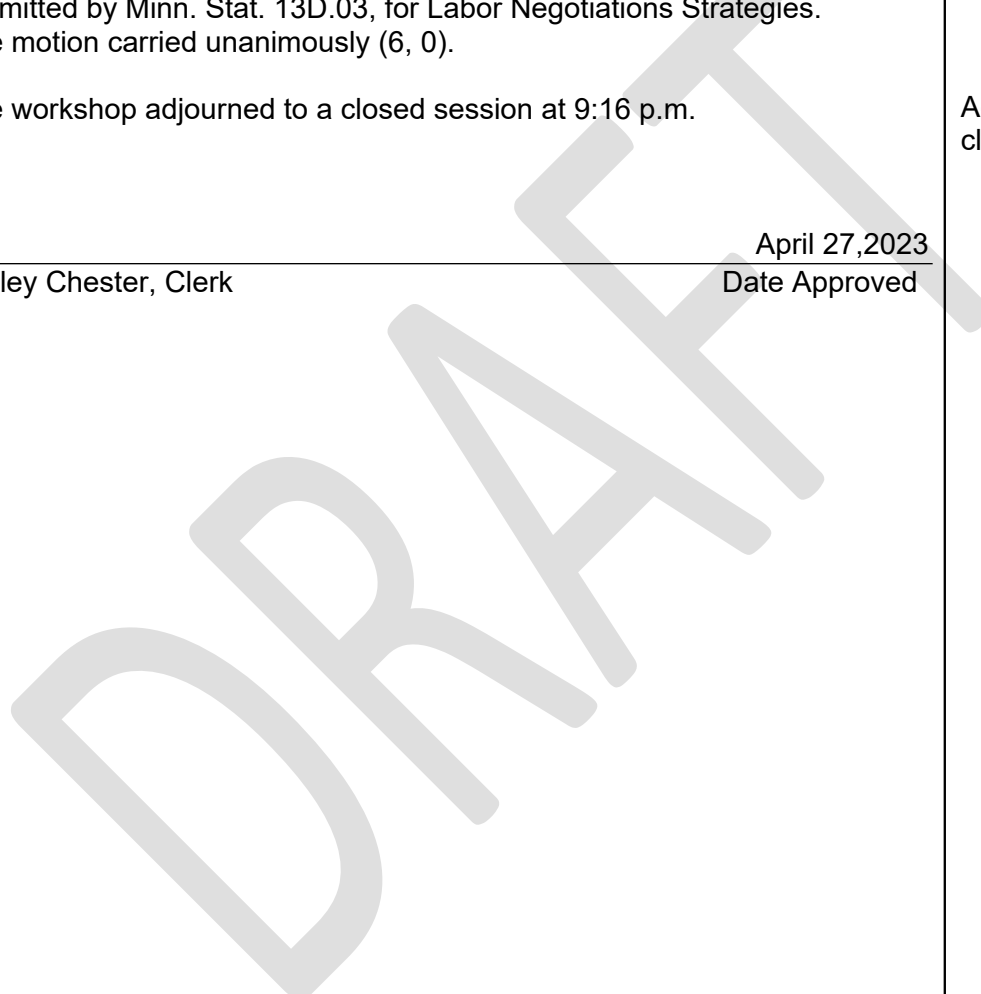 mitted by Minn. Stat. 13D.03, for Labor Negotiations Strategies.
e motion carried unanimously (6, 0).
e workshop adjourned to a closed session at 9:16 p.m.
A
cl
April 27,2023
ley Chester, Clerk Date Approved
DRAFT